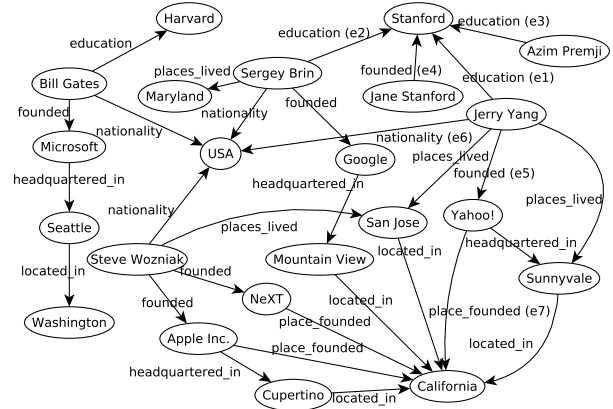 Harvard
Stanford
education (e3)
education (e2)
education
Azim Premji
places_lived
Sergey Brin
founded (e4)
Bill Gates
education (e1)
Maryland
Jane Stanford
founded
nationality
founded
Jerry Yang
nationality
nationality (e6)
Microsoft
USA
Google
places_lived
founded (e5)
headquartered_in
headquartered_in
places_lived
nationality
San Jose
Yahoo!
Seattle
places_lived
headquartered_in
located_in
Steve Wozniak
Mountain View
located_in
founded
Sunnyvale
founded
NeXT
located_in
place_founded (e7)
Washington
place_founded
Apple Inc.
place_founded
located_in
headquartered_in
California
Cupertino
located_in